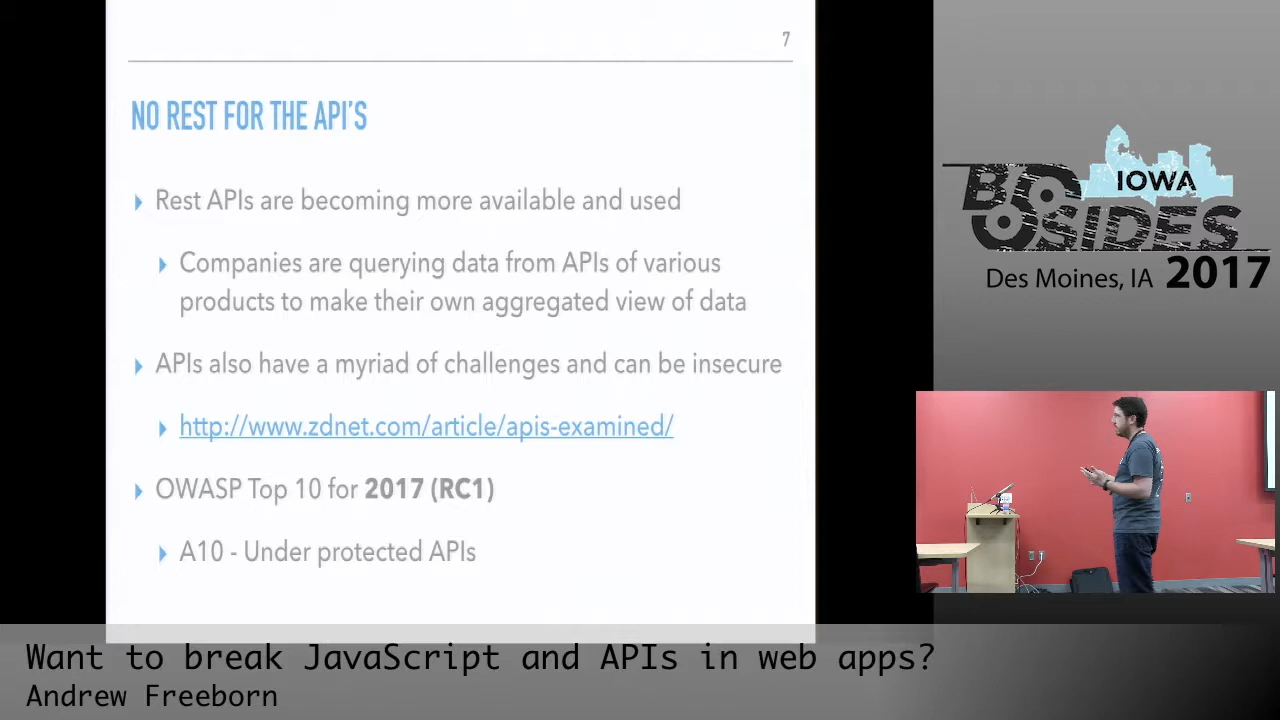 7
NO REST FOR THE API'S
Rest APIs are becoming more available and used
Companies are querying data from APIs of various
products to make their own aggregated view of data
APIs also have a myriad of challenges and can be insecure
http://www.zdnet.com/article/apis-examined/
OWASP Top 10 for 2017 (RC1)
A10 - Under protected APIs
IOWA
BSIDES
Des Moines, IA 2017
Want to break JavaScript and APIs in web apps?
Andrew Freeborn